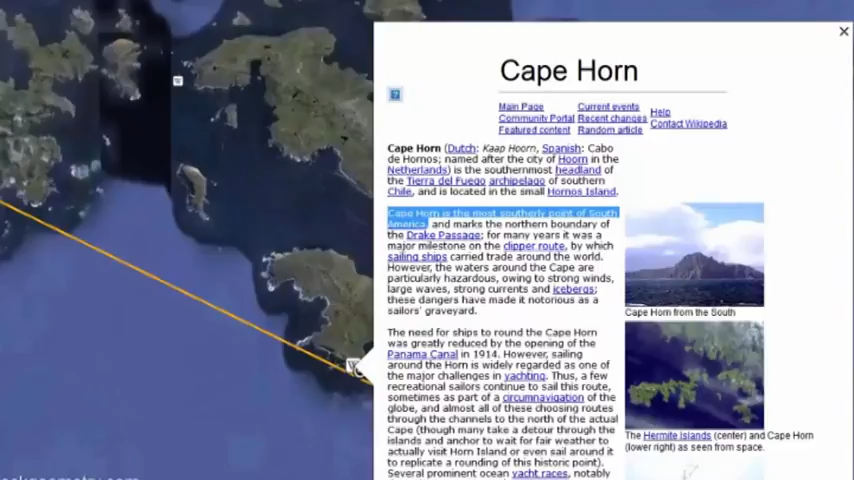 Cape Horn
Main Page Current events Help
Community Portal Recent changes Contact Wikipedia
Featured content Random article
Cape Horn (Dutch: Kaap Hoorn, Spanish: Cabo
de Hornos; named after the city of Hoorn in the
Netherlands) is the southernmost headland of
the Tierra del Fuego archipelago of southern
Chile, and is located in the small Hornos Island.
Cape Horn is the most southerly point of South
America, and marks the northern boundary of
the Drake Passage; for many years it was a
major milestone on the clipper route, by which
sailing ships carried trade around the world.
However, the waters around the Cape are
particularly hazardous, owing to strong winds,
large waves, strong currents and icebergs;
these dangers have made it notorious as a
sailors' graveyard.
The need for ships to round the Cape Horn
was greatly reduced by the opening of the
Panama Canal in 1914. However, sailing
around the Horn is widely regarded as one of
the major challenges in yachting. Thus, a few
recreational sailors continue to sail this route,
sometimes as part of a circumnavigation of the
globe, and almost all of these choosing routes
through the channels to the north of the actual
Cape (though many take a detour through the
islands and anchor to wait for fair weather to
actually visit Horn Island or even sail around it
to replicate a rounding of this historic point).
Several prominent ocean yacht races, notably
Cape Horn from the South
The Hermite Islands (center) and Cape Horn
(lower right) as seen from space.